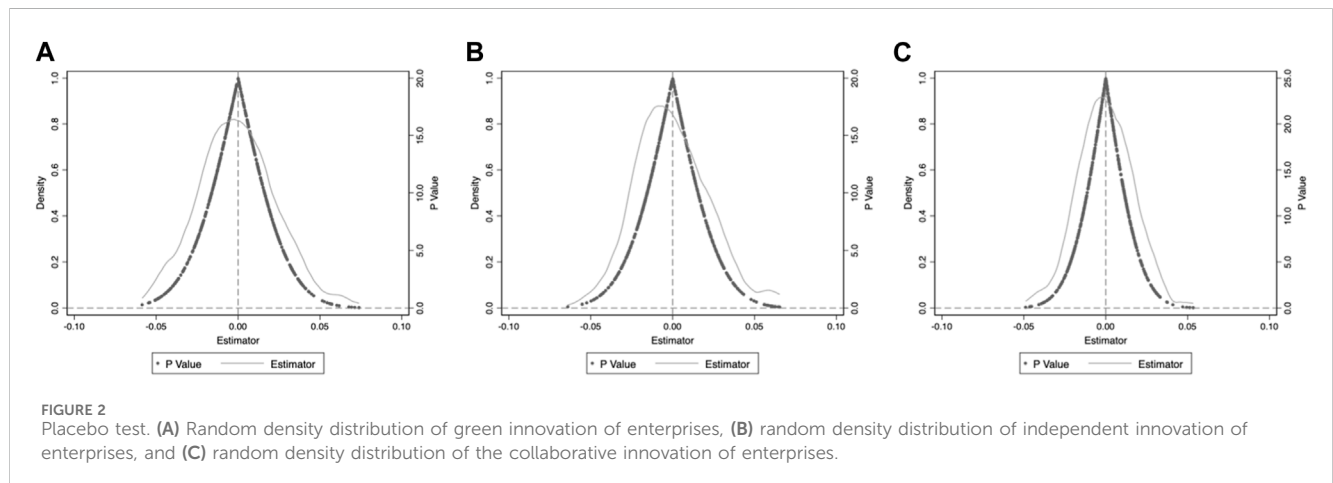 A
B
C
1.0
0.8
0.6
0.4
0.2
0.0
Density
20.0
15.0
10.0
5.0
0.0
P Value
-0.10
-0.05
0.00
0.05
0.10
Estimator
P Value
Estimator
1.0
0.8
0.6
0.4
0.2
0.0
Density
20.0
15.0
10.0
5.0
0.0
P Value
-0.10
-0.05
0.00
0.05
0.10
Estimator
P Value
Estimator
1.0
0.8
0.6
0.4
0.2
0.0
Density
25.0
20.0
15.0
10.0
5.0
0.0
P Value
-0.10
-0.05
0.00
0.05
0.10
Estimator
P Value
Estimator
FIGURE 2
Placebo test. (A) Random density distribution of green innovation of enterprises, (B) random density distribution of independent innovation of
enterprises, and (C) random density distribution of the collaborative innovation of enterprises.